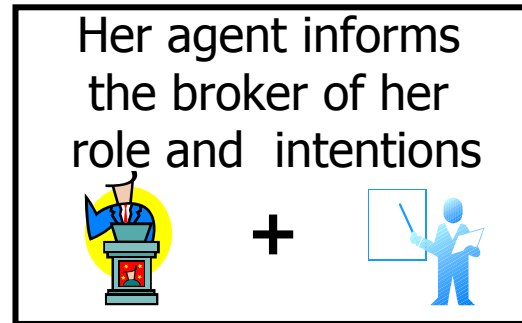 Her agent informs
the broker of her
role and intentions
+